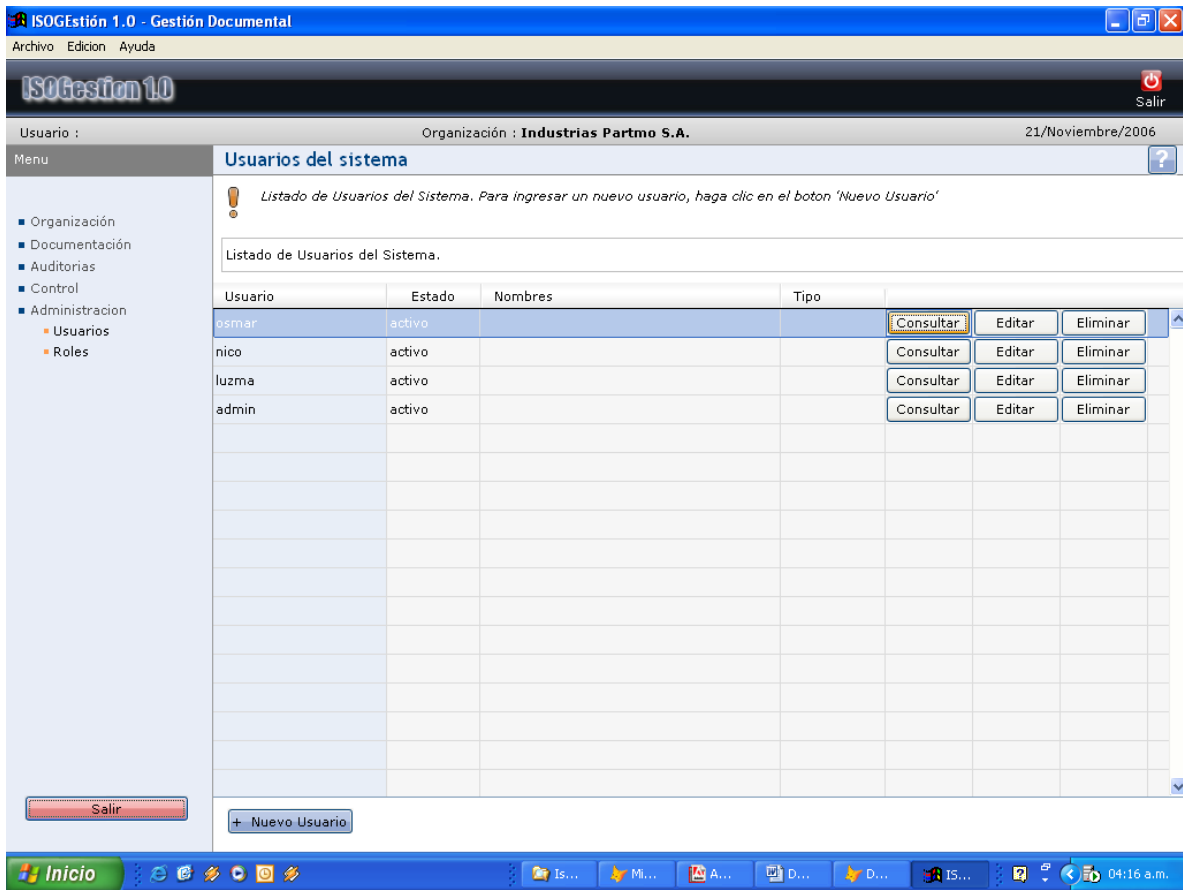 ISOGEstión 1.0 - Gestión Documental
Archivo Edicion Ayuda
ISOGestion 1.0
Salir
Usuario : Organización : Industrias Partmo S.A. 21/Noviembre/2006
Menu
Usuarios del sistema
?
Listado de Usuarios del Sistema. Para ingresar un nuevo usuario, haga clic en el boton 'Nuevo Usuario'
Organización
Documentación
Auditorias
Control
Administracion
Usuarios
Roles
Listado de Usuarios del Sistema.
Usuario Estado Nombres Tipo
osmar activo Consultar Editar Eliminar
nico activo Consultar Editar Eliminar
luzma activo Consultar Editar Eliminar
admin activo Consultar Editar Eliminar
Salir
+ Nuevo Usuario
Inicio Is... Mi... A... D... D... IS... 04:16 a.m.